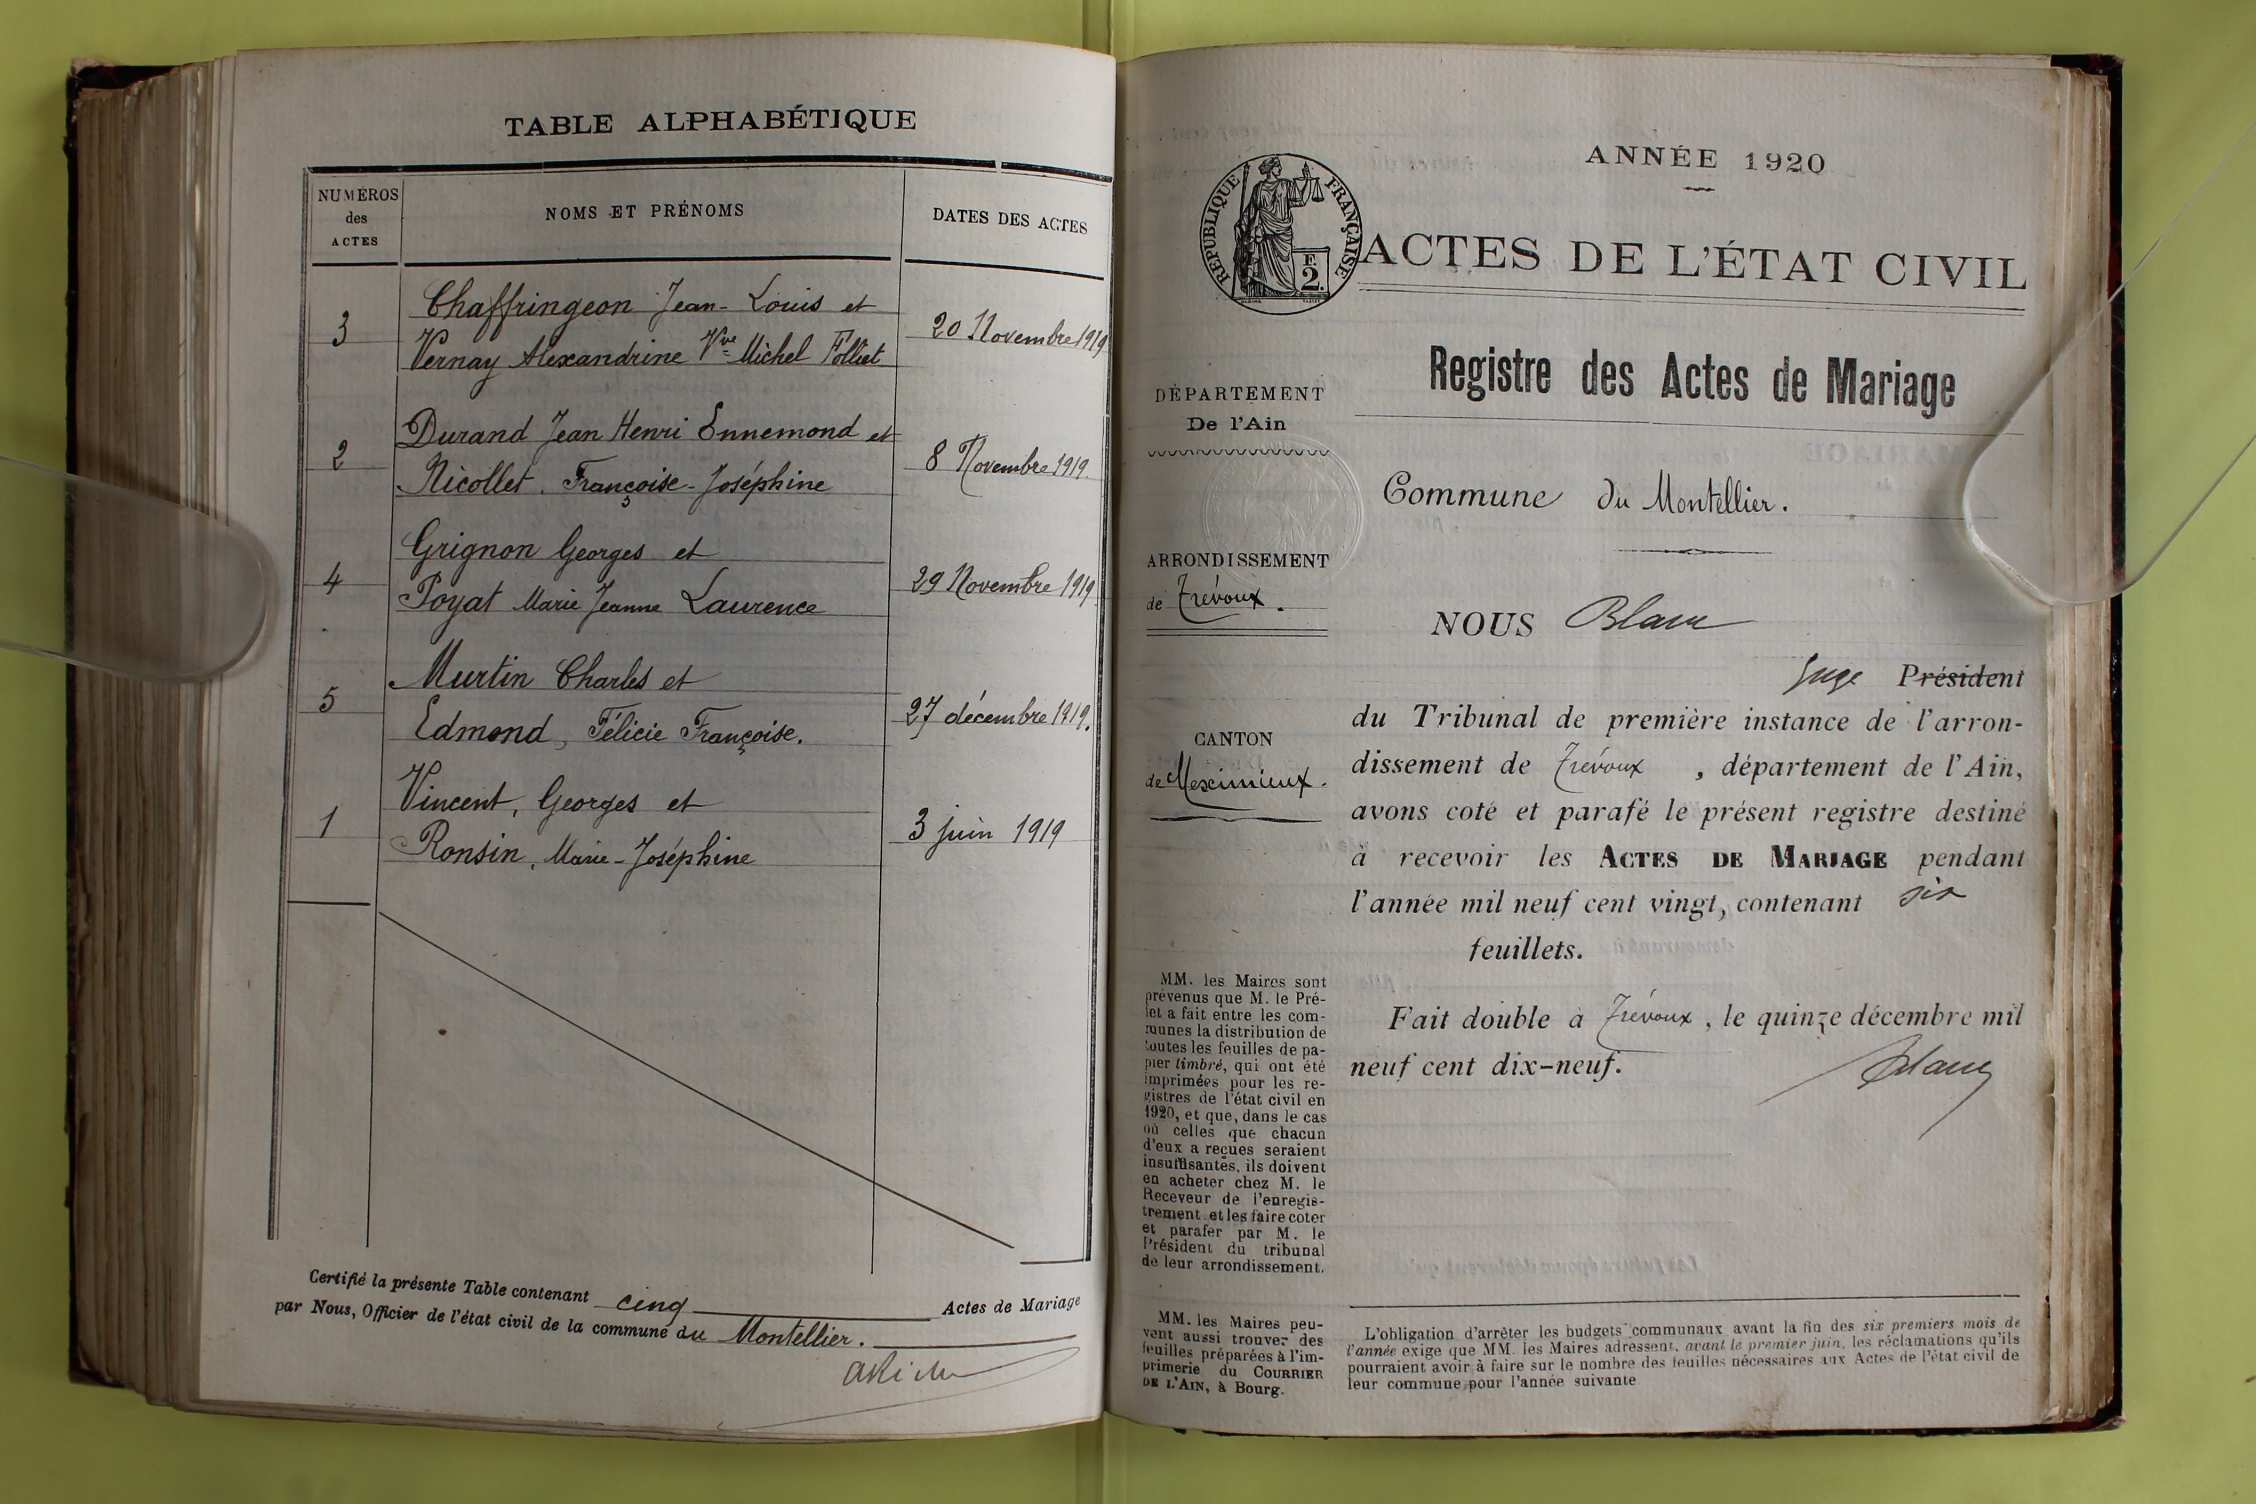 TABLE ALPHABÉTIQUE
NUMÉROS
des
ACTES
NOMS ET PRÉNOMS
DATES DES ACTES
3
Chaffringeon Jean-Louis et
Vernay Alexandrine Vve Michel Folliet
20 Novembre 1919
2
Durand Jean Henri Ennemond et
Nicollet, Françoise-Joséphine
8 Novembre 1919.
4
Grignon Georges et
Poyat Marie Jeanne Laurence
29 Novembre 1919
5
Murtin Charles et
Edmond, Félicie Françoise.
27 décembre 1919.
1
Vincent, Georges et
Ronsin, Marie-Joséphine
3 juin 1919
Certifié la présente Table contenant cinq Actes de Mariage
par Nous, Officier de l'état civil de la commune du Montellier.
ANNÉE 1920
RÉPUBLIQUE FRANÇAISE
F.
2.
ACTES DE L'ÉTAT CIVIL
Registre des Actes de Mariage
DÉPARTEMENT
De l'Ain
Commune du Montellier.
ARRONDISSEMENT
de Trévoux.
CANTON
de Meximieux.
NOUS Blanc
Juge Président
du Tribunal de première instance de l'arron-
dissement de Trévoux, département de l'Ain,
avons coté et parafé le présent registre destiné
à recevoir les ACTES DE MARIAGE pendant
l'année mil neuf cent vingt, contenant six
feuillets.
Fait double à Trévoux, le quinze décembre mil
neuf cent dix-neuf.
Blanc
MM. les Maires sont
prévenus que M. le Pré-
fet a fait entre les com-
munes la distribution de
toutes les feuilles de pa-
pier timbré, qui ont été
imprimées pour les re-
gistres de l'état civil en
1920, et que, dans le cas
où celles que chacun
d'eux a reçues seraient
insuffisantes, ils doivent
en acheter chez M. le
Receveur de l'enregis-
trement et les faire coter
et parafer par M. le
Président du tribunal
de leur arrondissement.
MM. les Maires peu-
vent aussi trouver des
feuilles préparées à l'im-
primerie du COURRIER
DE L'AIN, à Bourg.
L'obligation d'arrêter les budgets communaux avant la fin des six premiers mois de
l'année exige que MM. les Maires adressent, avant le premier juin, les réclamations qu'ils
pourraient avoir à faire sur le nombre des feuilles nécessaires aux Actes de l'état civil de
leur commune pour l'année suivante